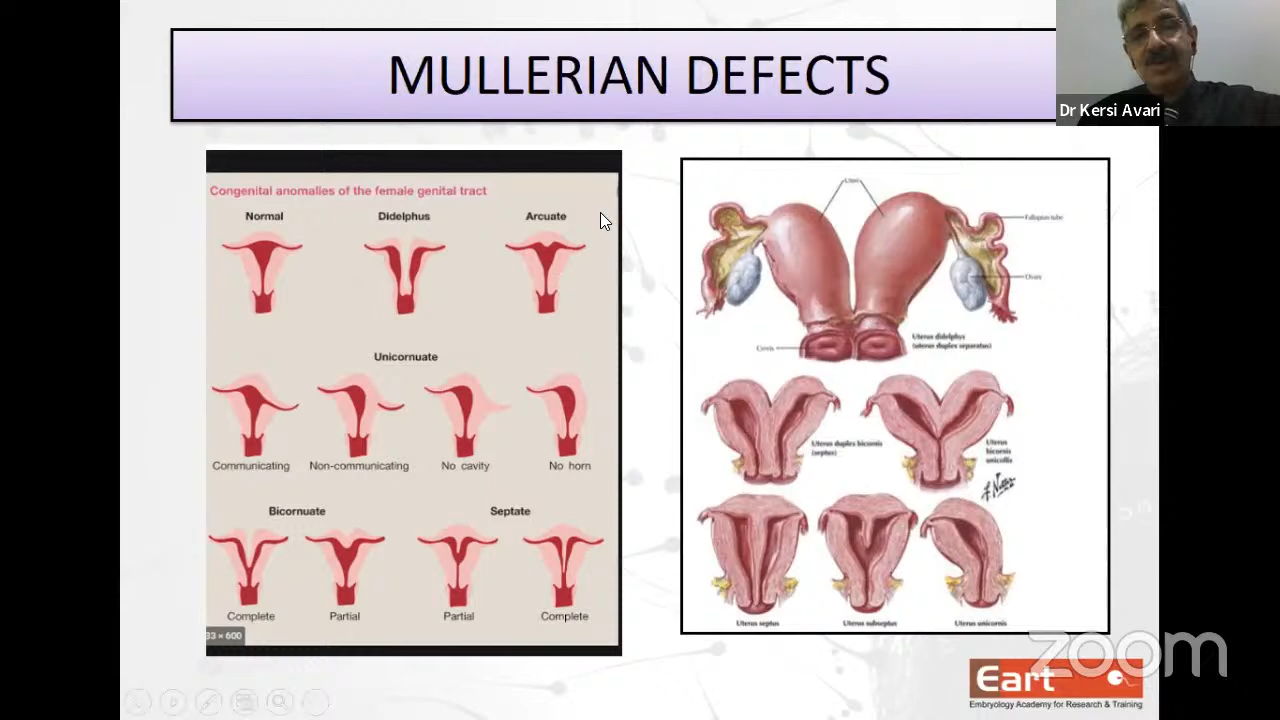 MULLERIAN DEFECTS
Dr Kersi Avari
Congenital anomalies of the female genital tract
Normal
Didelphus
Arcuate
Unicornuate
Communicating
Non-communicating
No cavity
No horn
Bicornuate
Septate
Complete
Partial
Partial
Complete
33 × 600
Uteri
Fallopian tube
Ovary
Cervix
Uterus didelphys
(uterus duplex separatus)
Uterus duplex bicornis
(septus)
Uterus
bicornis
unicollis
Uterus septus
Uterus subseptus
Uterus unicornis
zoom
Eart
Embryology Academy for Research & Training